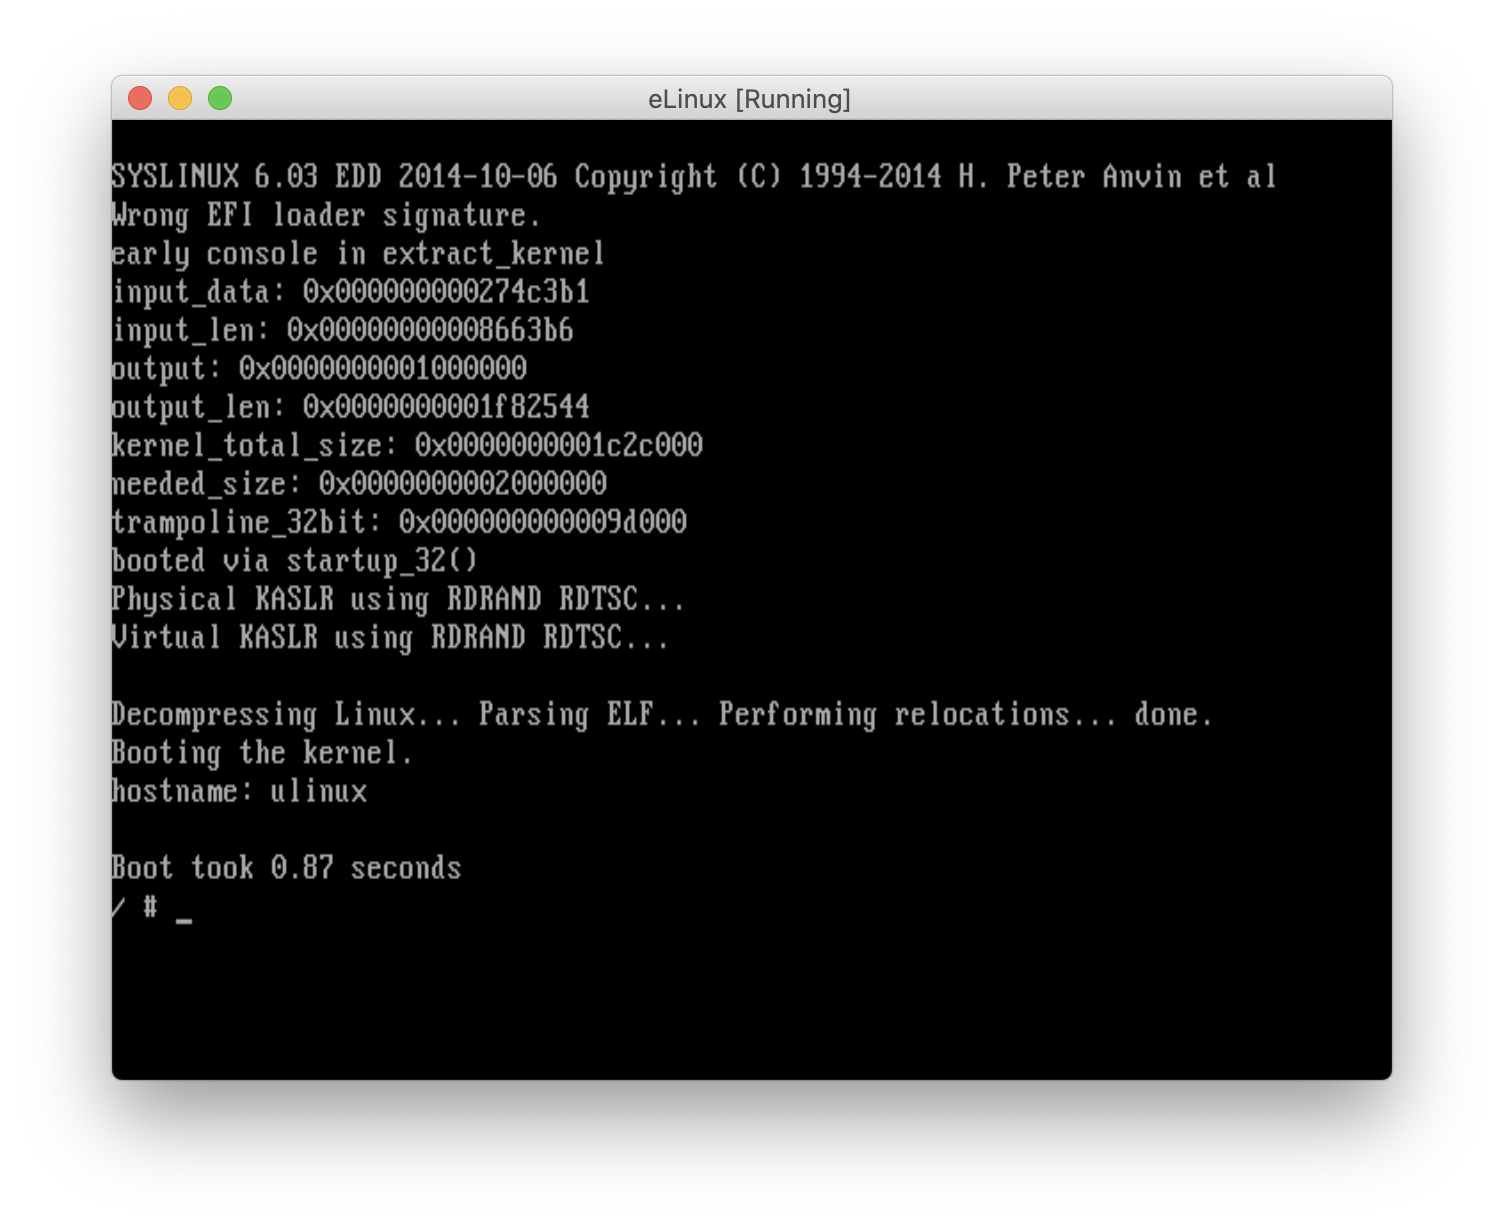 eLinux [Running]
SYSLINUX 6.03 EDD 2014-10-06 Copyright (C) 1994-2014 H. Peter Anvin et al
Wrong EFI loader signature.
early console in extract_kernel
input_data: 0x000000000274c3b1
input_len: 0x00000000008663b6
output: 0x0000000001000000
output_len: 0x0000000001f82544
kernel_total_size: 0x0000000001c2c000
needed_size: 0x0000000002000000
trampoline_32bit: 0x000000000009d000
booted via startup_32()
Physical KASLR using RDRAND RDTSC...
Virtual KASLR using RDRAND RDTSC...
Decompressing Linux... Parsing ELF... Performing relocations... done.
Booting the kernel.
hostname: ulinux
Boot took 0.87 seconds
/ # _